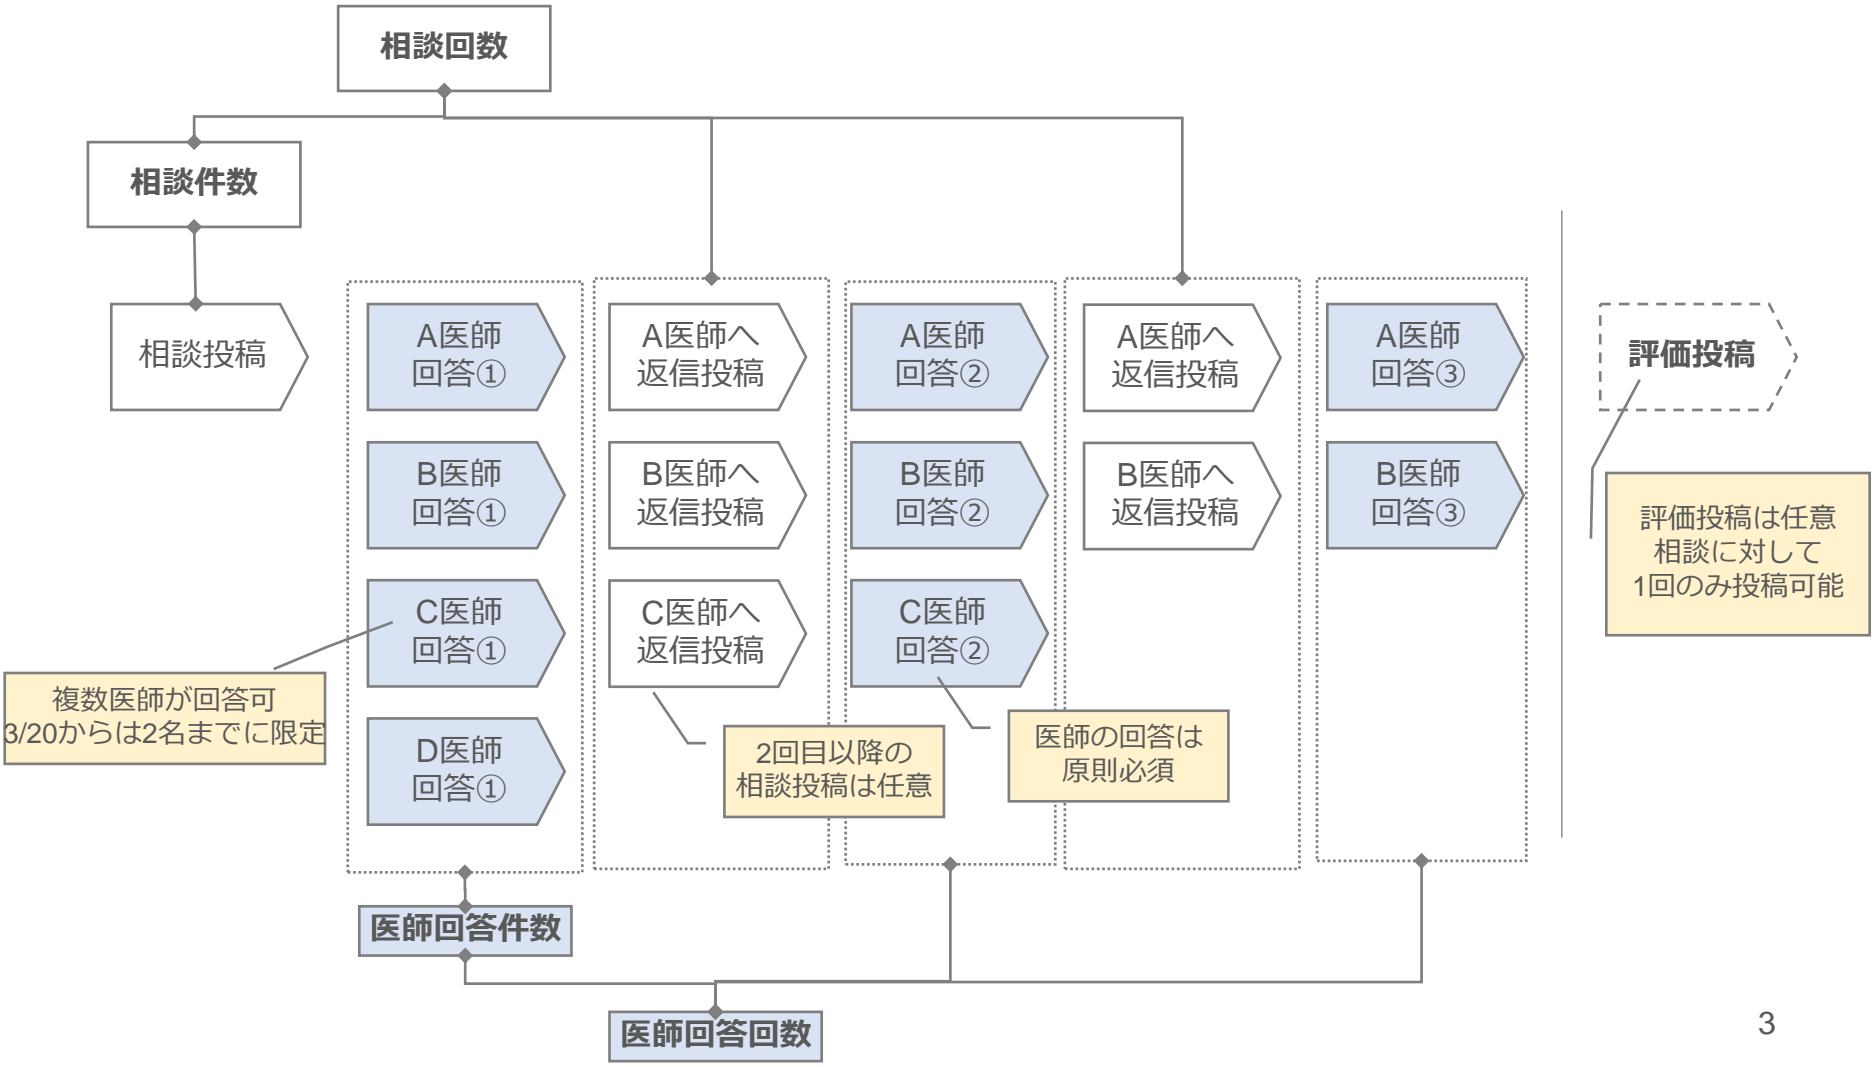 相談回数
相談件数
相談投稿
A医師
回答①
B医師
回答①
C医師
回答①
D医師
回答①
A医師へ
返信投稿
B医師へ
返信投稿
C医師へ
返信投稿
A医師
回答②
B医師
回答②
C医師
回答②
A医師へ
返信投稿
B医師へ
返信投稿
A医師
回答③
B医師
回答③
評価投稿
評価投稿は任意
相談に対して
1回のみ投稿可能
複数医師が回答可
3/20からは2名までに限定
2回目以降の
相談投稿は任意
医師の回答は
原則必須
医師回答件数
医師回答回数
3